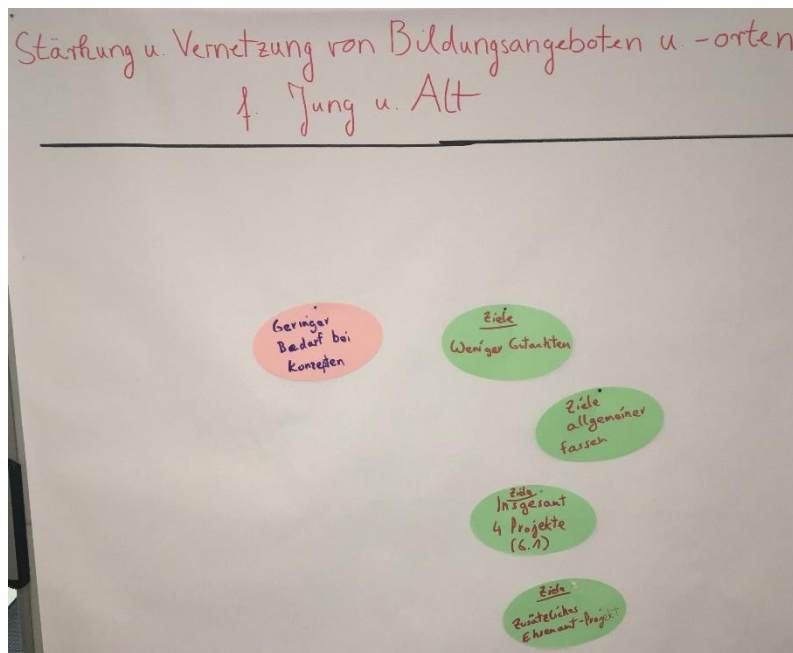 Stärkung u. Vernetzung von Bildungsangeboten u. -orten
f. Jung u. Alt
Geringer
Bedarf bei
Konzepten
Ziele
Weniger Gutachten
Ziele
allgemeiner
fassen
Ziele
Insgesamt
4 Projekte
(6.1)
Ziele
Zusätzliches
Ehrenamt-Projekt